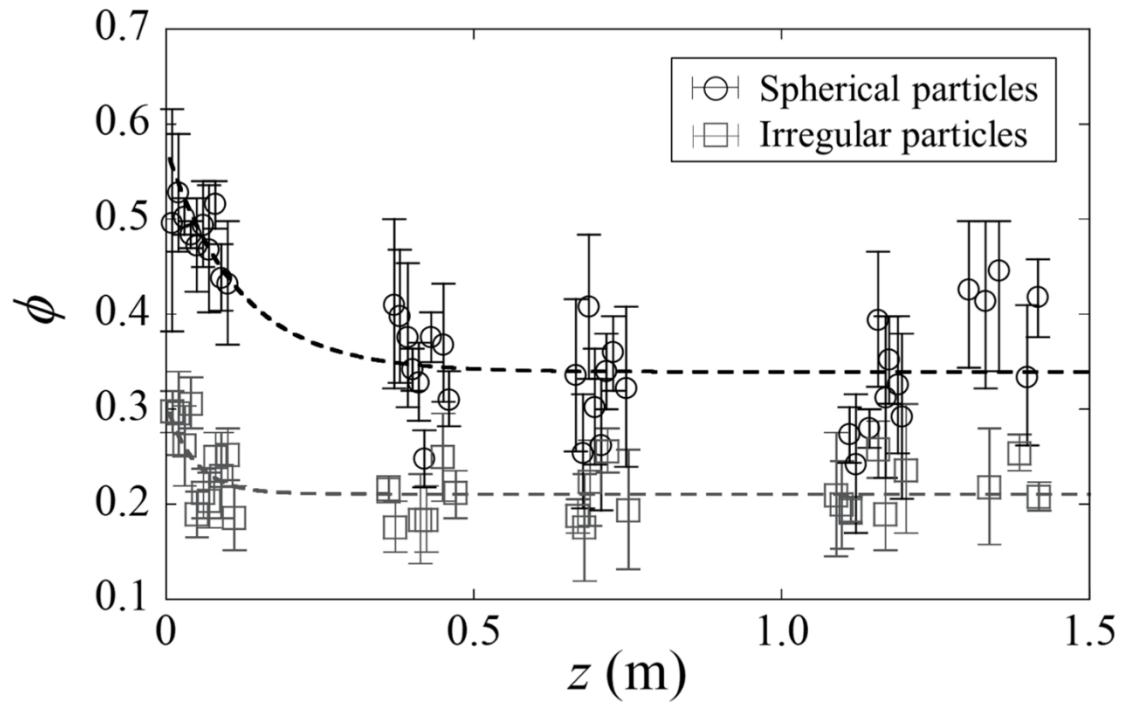 0.7
0.6
0.5
0.4
0.3
0.2
0.1
ϕ
Spherical particles
Irregular particles
0
0.5
1.0
1.5
z (m)